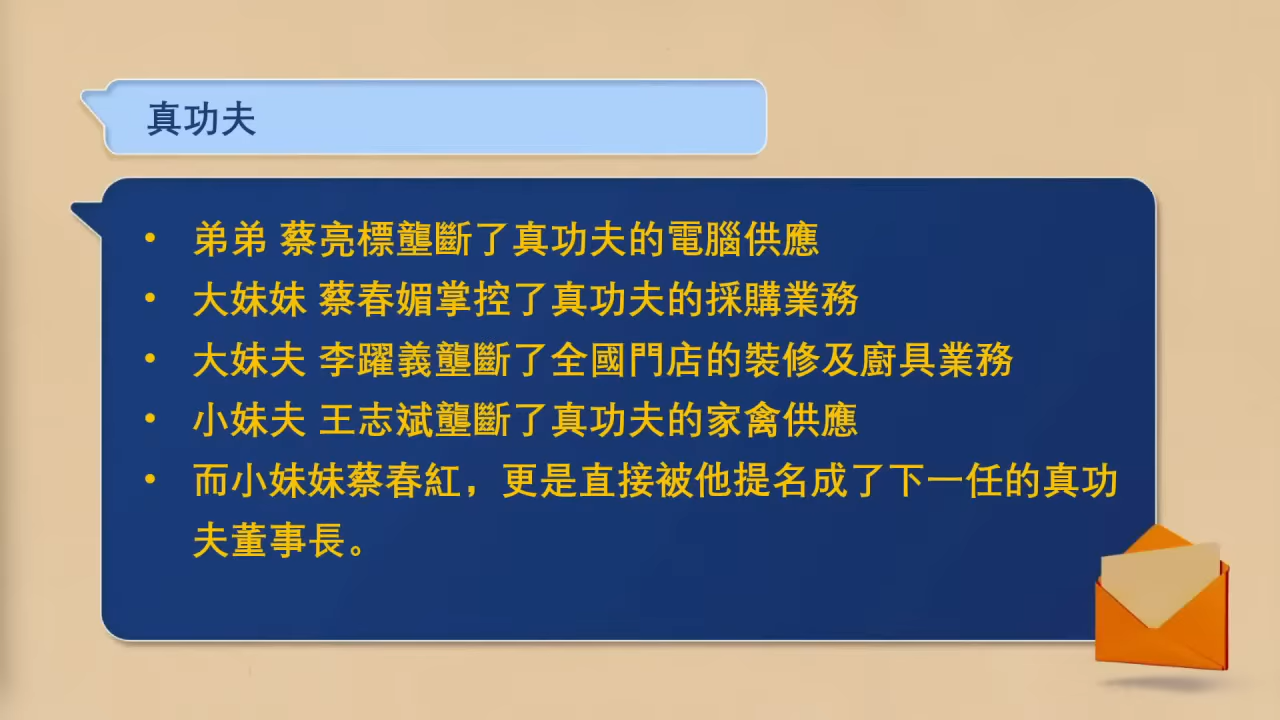 真功夫
• 弟弟 蔡亮標壟斷了真功夫的電腦供應
• 大妹妹 蔡春媚掌控了真功夫的採購業務
• 大妹夫 李躍義壟斷了全國門店的裝修及廚具業務
• 小妹夫 王志斌壟斷了真功夫的家禽供應
• 而小妹妹蔡春紅，更是直接被他提名成了下一任的真功
夫董事長。